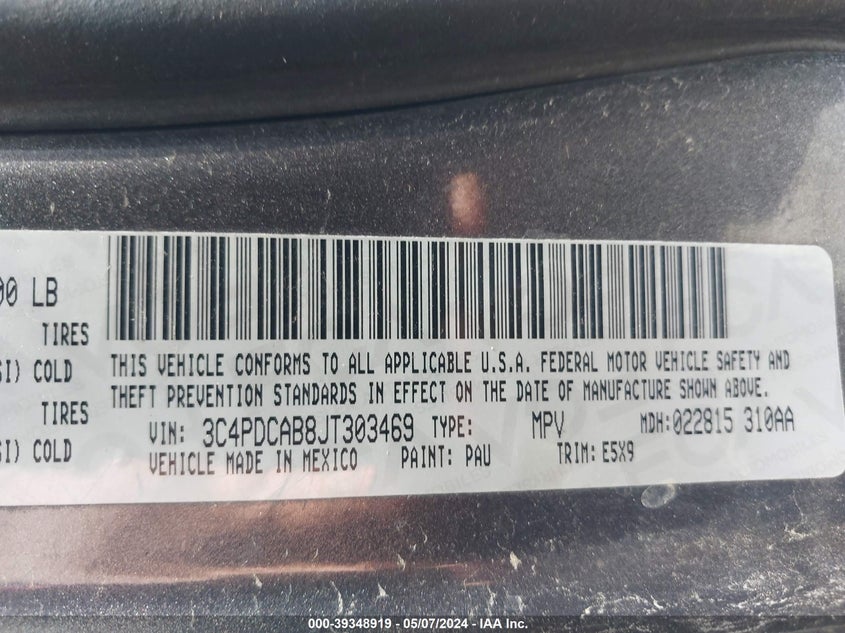 00 LB
TIRES
SI) COLD
TIRES
SI) COLD
THIS VEHICLE CONFORMS TO ALL APPLICABLE U.S.A. FEDERAL MOTOR VEHICLE SAFETY AND
THEFT PREVENTION STANDARDS IN EFFECT ON THE DATE OF MANUFACTURE SHOWN ABOVE.
VIN: 3C4PDCAB8JT303469 TYPE: MPV MDH:022815 310AA
VEHICLE MADE IN MEXICO PAINT: PAU TRIM: E5X9
000-39348919 - 05/07/2024 - IAA, Inc.